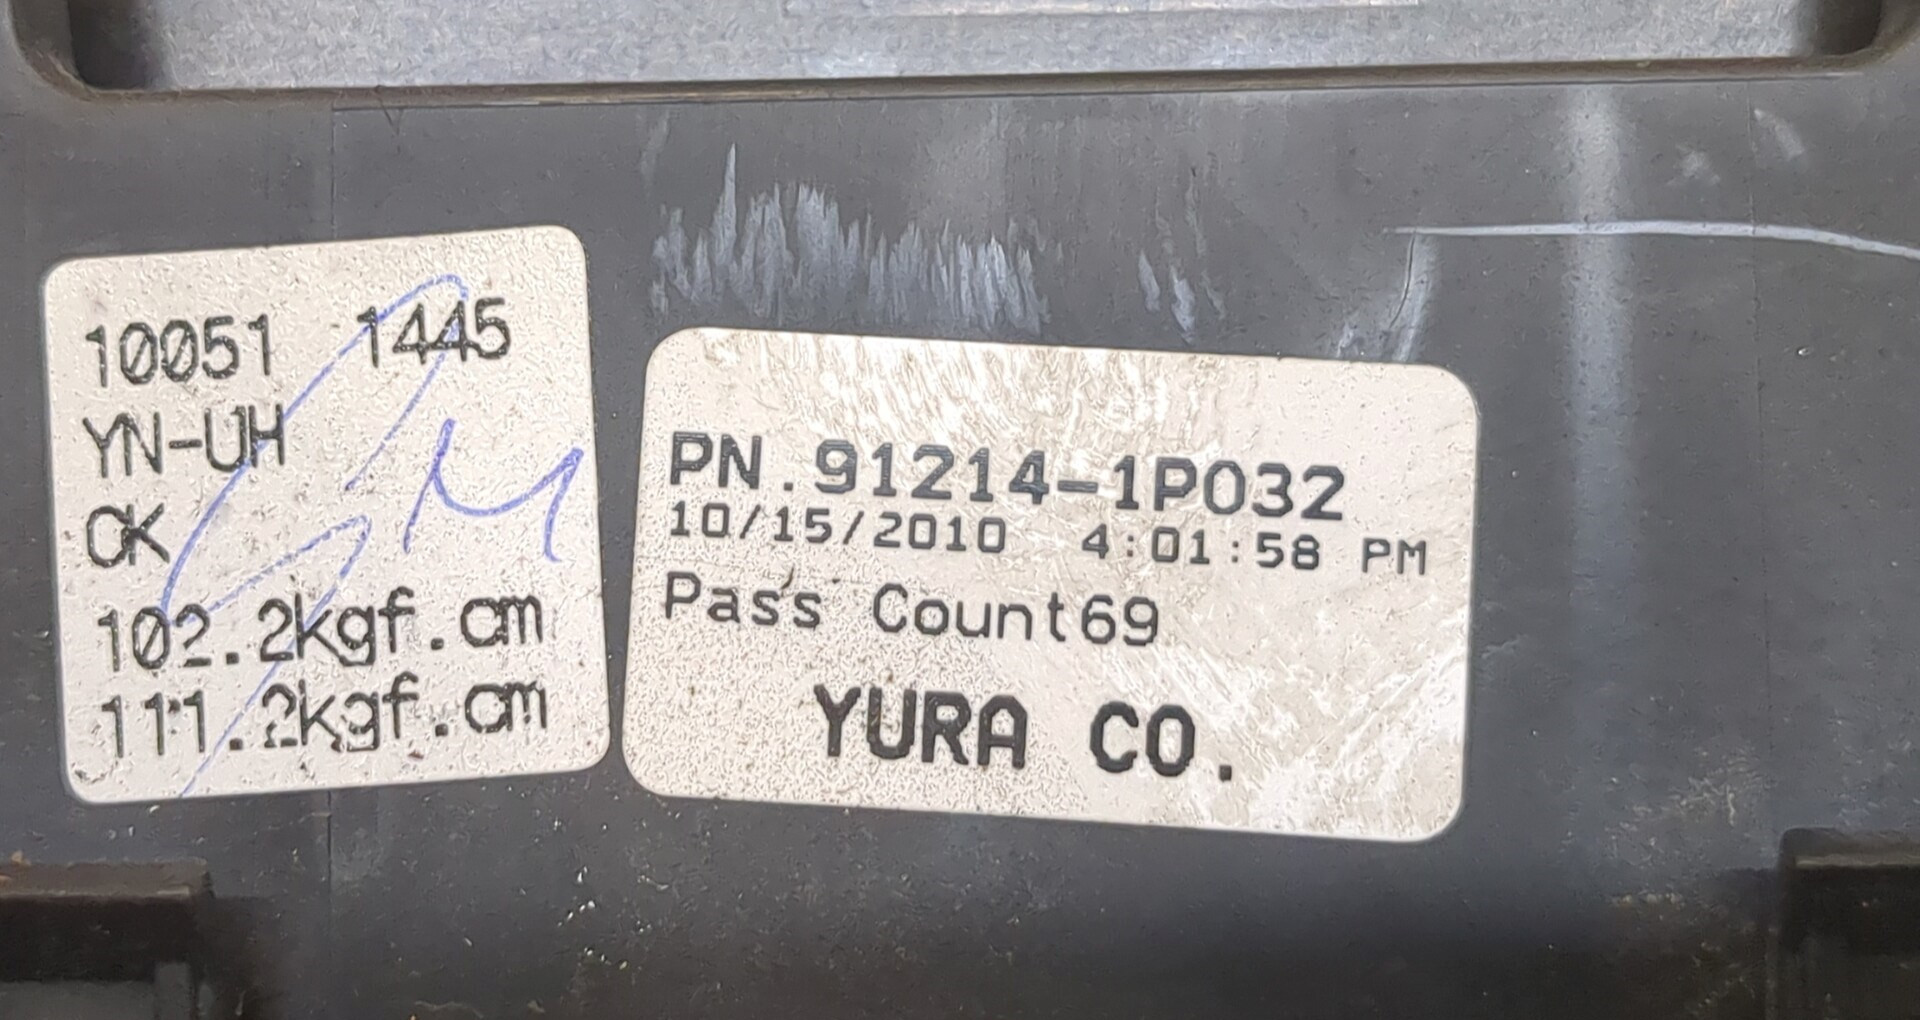 10051 1445
YN-UH
OK
102.2kgf.cm
111.2kgf.cm
PN.91214-1P032
10/15/2010 4:01:58 PM
Pass Count69
YURA CO.